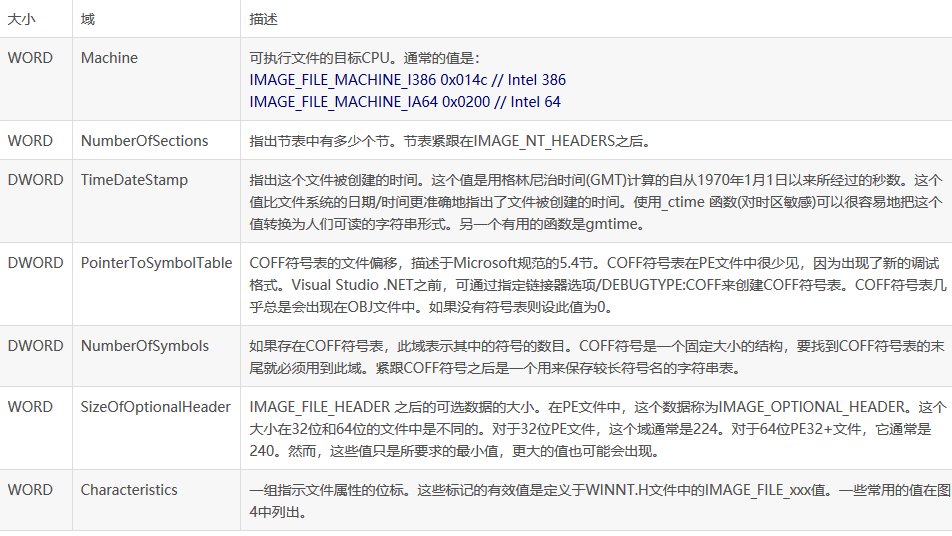 大小 域 描述
WORD Machine 可执行文件的目标CPU。通常的值是：
IMAGE_FILE_MACHINE_I386 0x014c // Intel 386
IMAGE_FILE_MACHINE_IA64 0x0200 // Intel 64
WORD NumberOfSections 指出节表中有多少个节。节表紧跟在IMAGE_NT_HEADERS之后。
DWORD TimeDateStamp 指出这个文件被创建的时间。这个值是用格林尼治时间(GMT)计算的自从1970年1月1日以来所经过的秒数。这个
值比文件系统的日期/时间更准确地指出了文件被创建的时间。使用_ctime 函数(对时区敏感)可以很容易地把这个
值转换为人们可读的字符串形式。另一个有用的函数是gmtime。
DWORD PointerToSymbolTable COFF符号表的文件偏移，描述于Microsoft规范的5.4节。COFF符号表在PE文件中很少见，因为出现了新的调试
格式。Visual Studio .NET之前，可通过指定链接器选项/DEBUGTYPE:COFF来创建COFF符号表。COFF符号表几
乎总是会出现在OBJ文件中。如果没有符号表则设此值为0。
DWORD NumberOfSymbols 如果存在COFF符号表，此域表示其中的符号的数目。COFF符号是一个固定大小的结构，要找到COFF符号表的末
尾就必须用到此域。紧跟COFF符号之后是一个用来保存较长符号名的字符串表。
WORD SizeOfOptionalHeader IMAGE_FILE_HEADER 之后的可选数据的大小。在PE文件中，这个数据称为IMAGE_OPTIONAL_HEADER。这个
大小在32位和64位的文件中是不同的。对于32位PE文件，这个域通常是224。对于64位PE32+文件，它通常是
240。然而，这些值只是所要求的最小值，更大的值也可能会出现。
WORD Characteristics 一组指示文件属性的位标。这些标记的有效值是定义于WINNT.H文件中的IMAGE_FILE_xxx值。一些常用的值在图
4中列出。